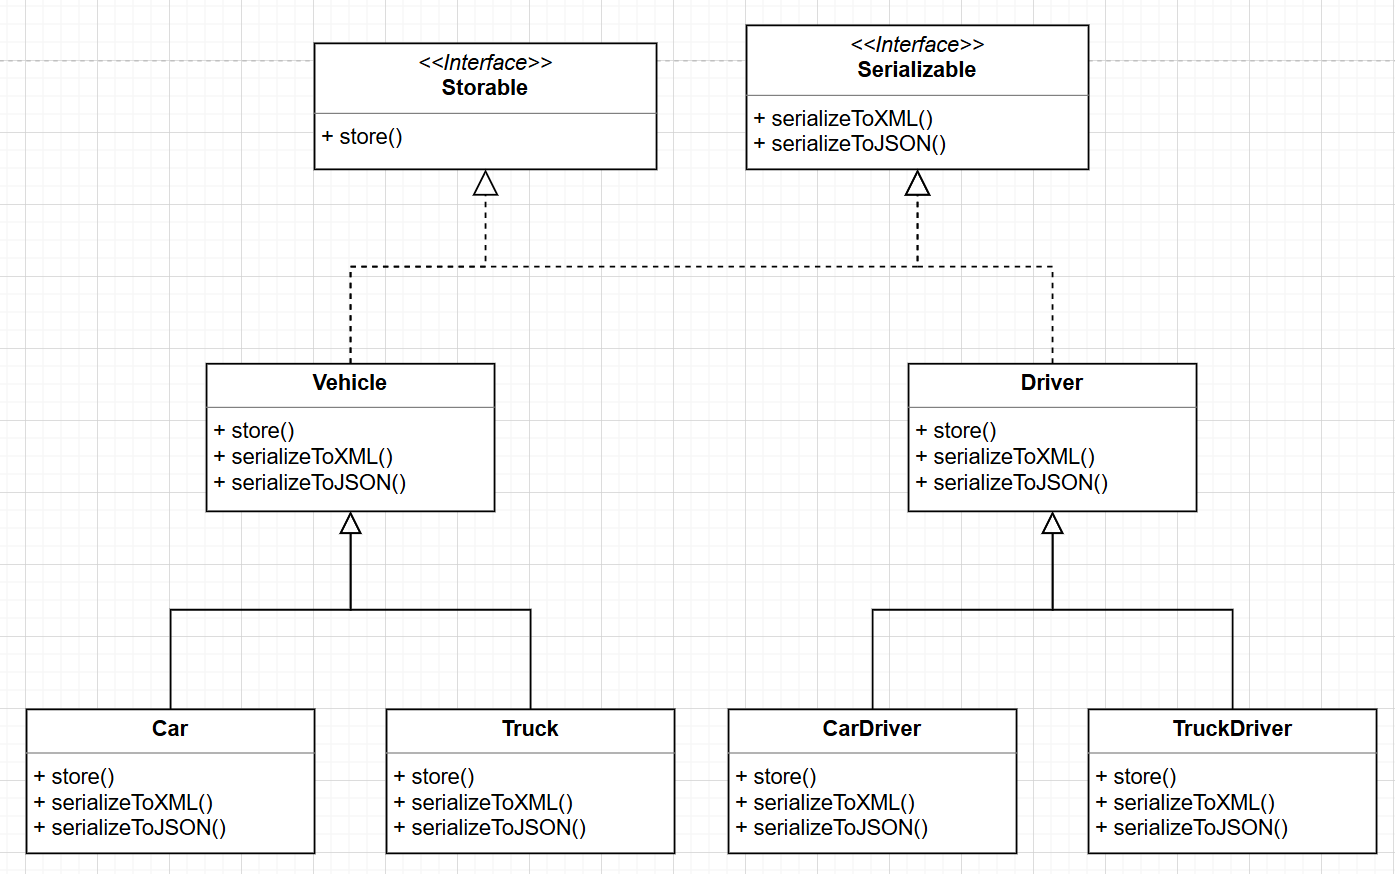 <<Interface>>
Storable
+ store()
<<Interface>>
Serializable
+ serializeToXML()
+ serializeToJSON()
Vehicle
+ store()
+ serializeToXML()
+ serializeToJSON()
Driver
+ store()
+ serializeToXML()
+ serializeToJSON()
Car
+ store()
+ serializeToXML()
+ serializeToJSON()
Truck
+ store()
+ serializeToXML()
+ serializeToJSON()
CarDriver
+ store()
+ serializeToXML()
+ serializeToJSON()
TruckDriver
+ store()
+ serializeToXML()
+ serializeToJSON()